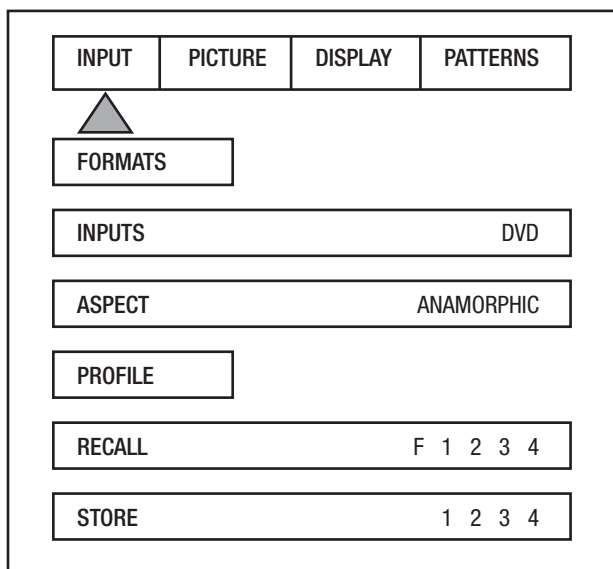 INPUT PICTURE DISPLAY PATTERNS
FORMATS
INPUTS DVD
ASPECT ANAMORPHIC
PROFILE
RECALL F 1 2 3 4
STORE 1 2 3 4